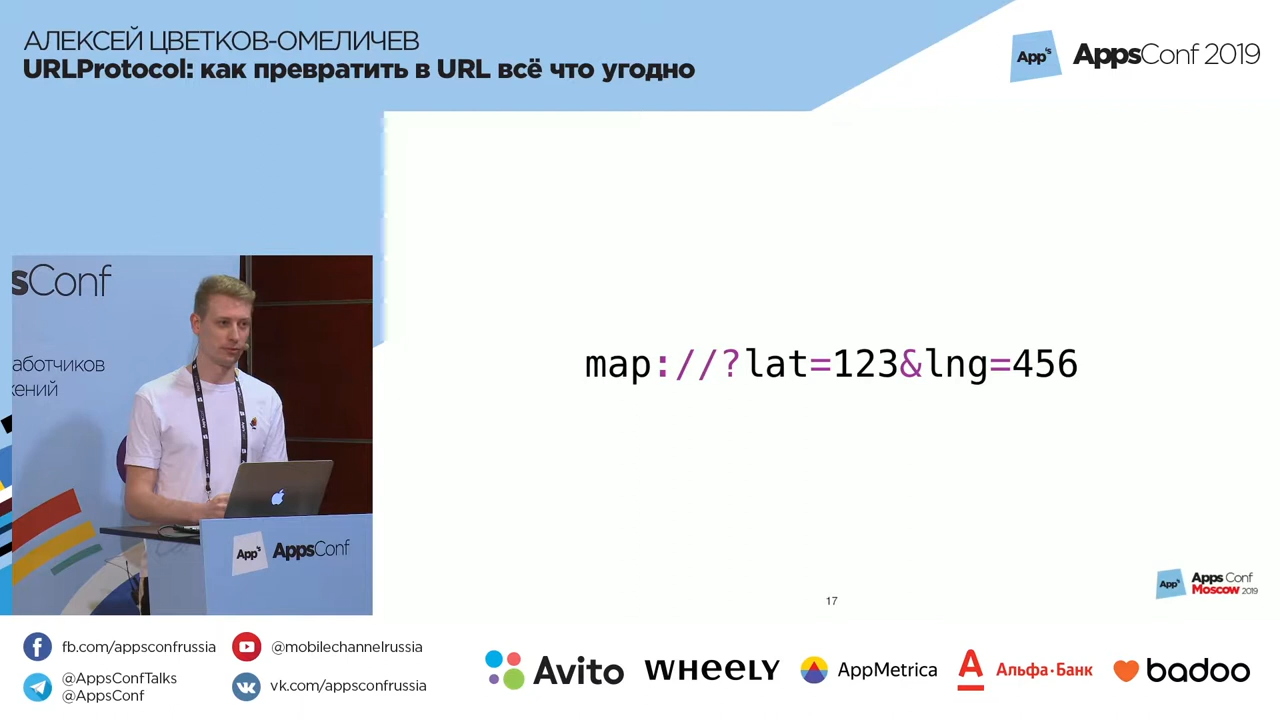 АЛЕКСЕЙ ЦВЕТКОВ-ОМЕЛИЧЕВ
URLProtocol: как превратить в URL всё что угодно
App's
AppsConf 2019
sConf
аботчиков
жений
App's
AppsConf
map://?lat=123&lng=456
17
App's
Apps Conf
Moscow 2019
fb.com/appsconfrussia
@mobilechannelrussia
@AppsConfTalks
@AppsConf
vk.com/appsconfrussia
Avito
WHEELY
AppMetrica
Альфа·Банк
badoo